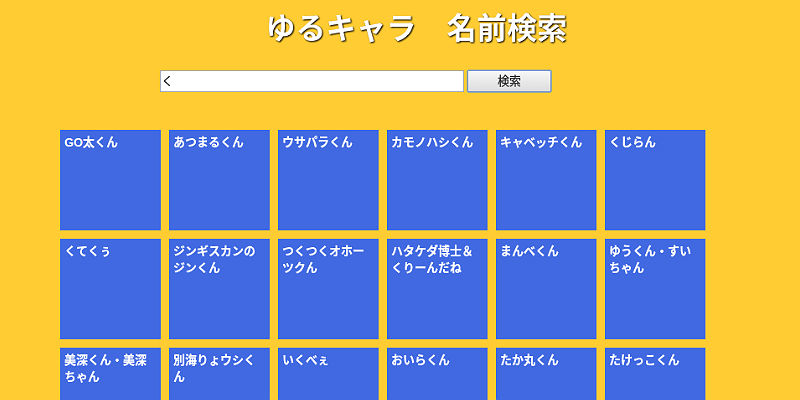 ゆるキャラ　名前検索
く 検索
GO太くん あつまるくん ウサパラくん カモノハシくん キャベッチくん くじらん
くてくぅ
ジンギスカンの
ジンくん
つくつくオホー
ツクん
ハタケダ博士＆
くりーんだね
まんべくん
ゆうくん・すい
ちゃん
美深くん・美深
ちゃん
別海りょウシく
ん
いくべぇ おいらくん たか丸くん たけっこくん